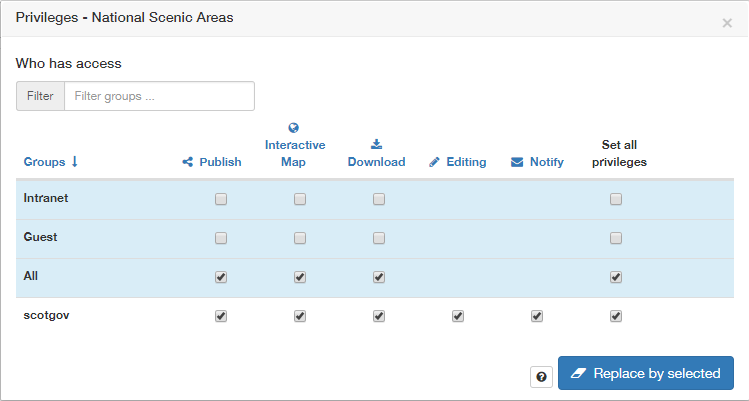 Privileges - National Scenic Areas
×
Who has access
Filter
Filter groups ...
Groups
Publish
Interactive
Map
Download
Editing
Notify
Set all
privileges
Intranet
Guest
All
scotgov
?
Replace by selected